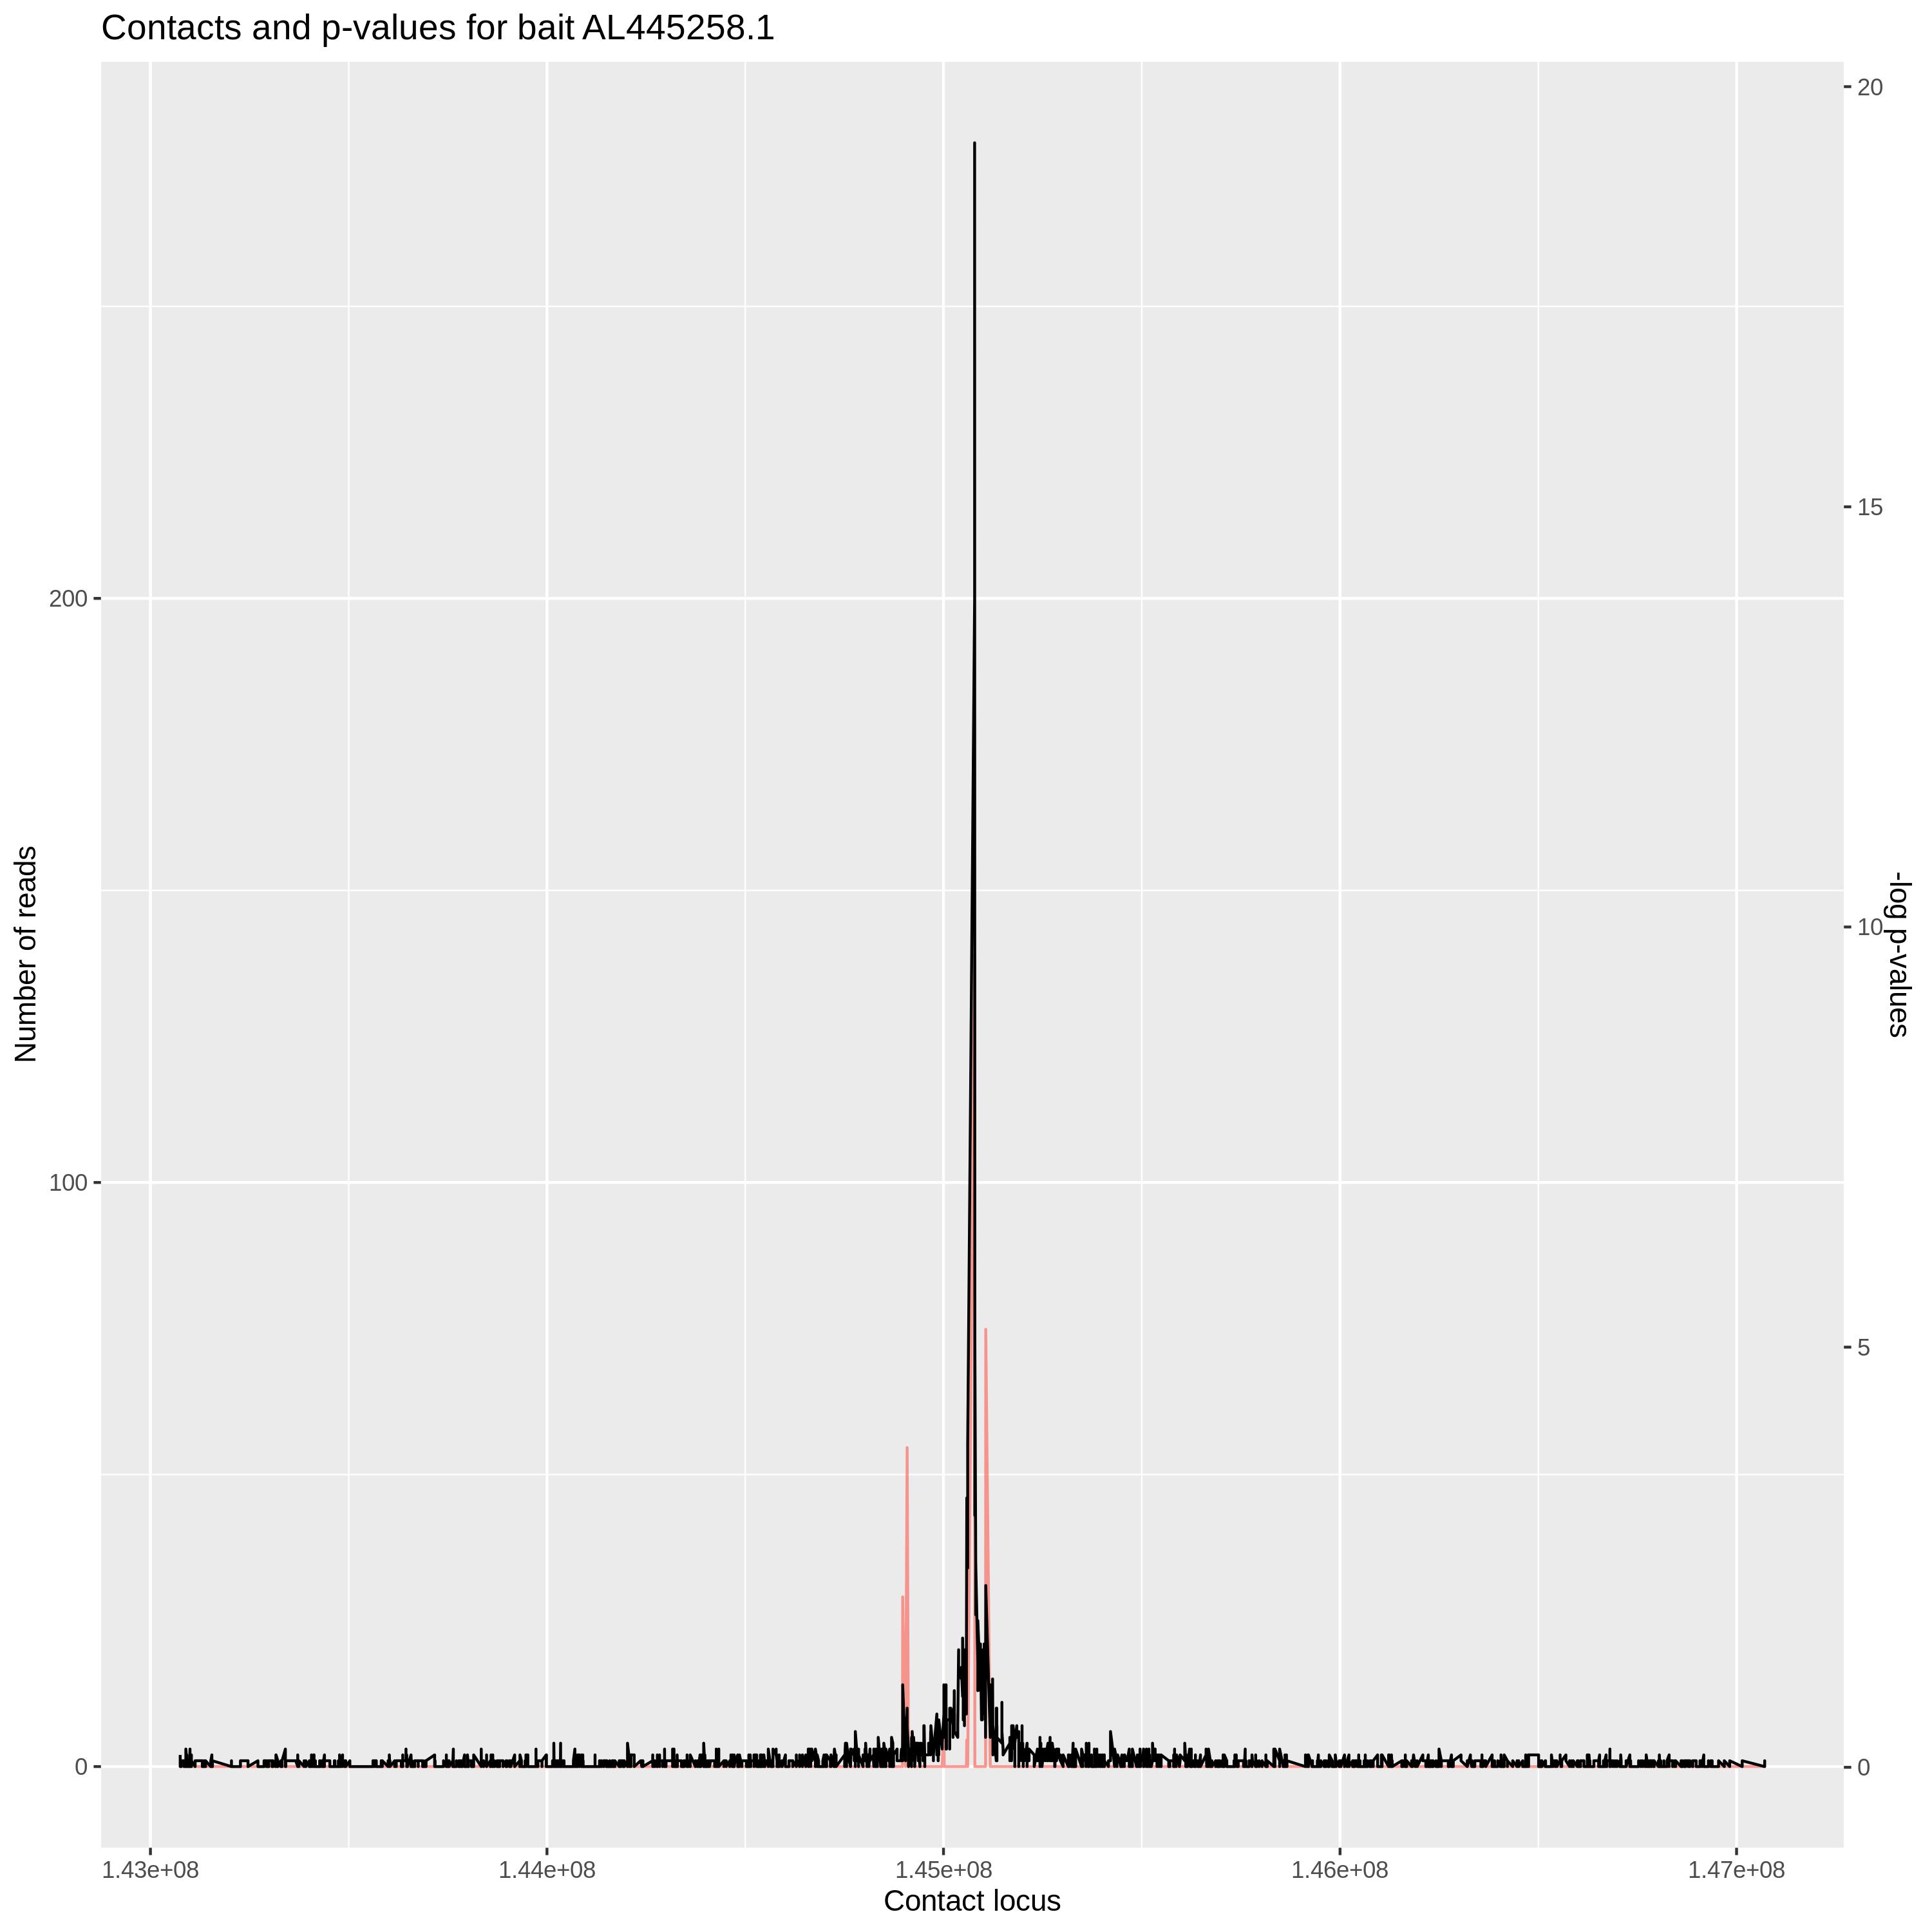 Contacts and p-values for bait AL445258.1
20
15
200
10
Number of reads
-log p-values
100
5
0
0
1.43e+08
1.44e+08
1.45e+08
1.46e+08
1.47e+08
Contact locus